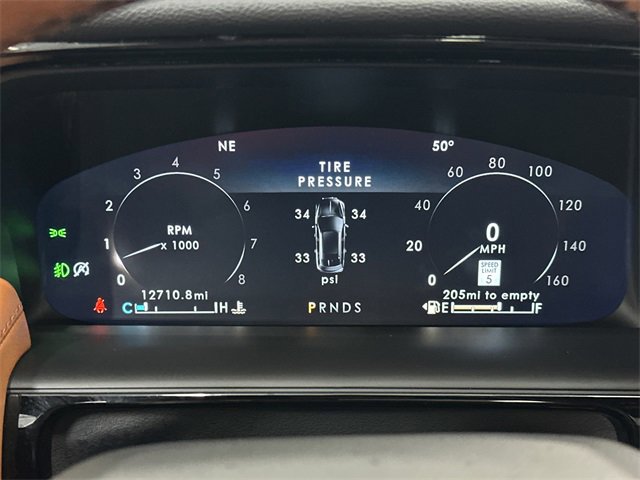 NE
50°
TIRE
PRESSURE
0
1
2
3
4
5
6
7
8
RPM
x 1000
34
34
33
33
psi
0
20
40
60
80
100
120
140
160
0
MPH
SPEED
LIMIT
5
12710.8mi
205mi to empty
C
H
PRNDS
E
F